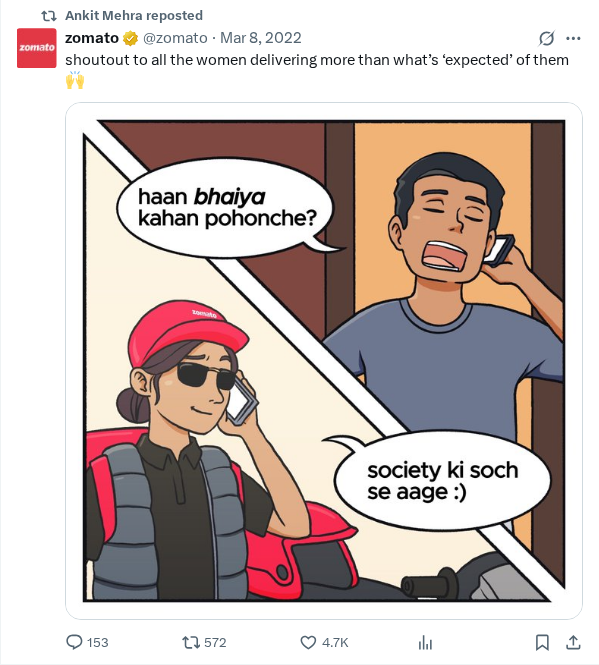 Ankit Mehra reposted
zomato @zomato · Mar 8, 2022
shoutout to all the women delivering more than what’s ‘expected’ of them
🙌
zomato
haan bhaiya
kahan pohonche?
zomato
society ki soch
se aage :)
153 572 4.7K